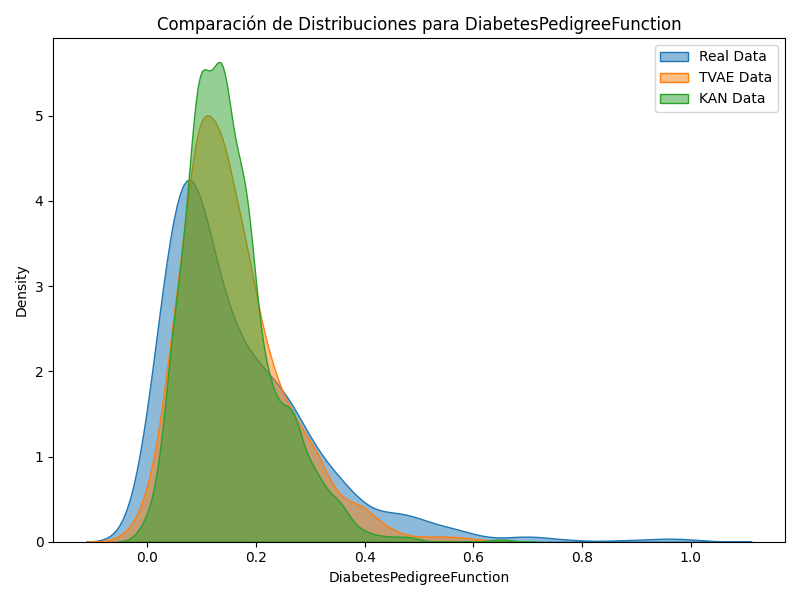 Comparación de Distribuciones para DiabetesPedigreeFunction
Real Data
TVAE Data
KAN Data
Density
5
4
3
2
1
0
0.0 0.2 0.4 0.6 0.8 1.0
DiabetesPedigreeFunction